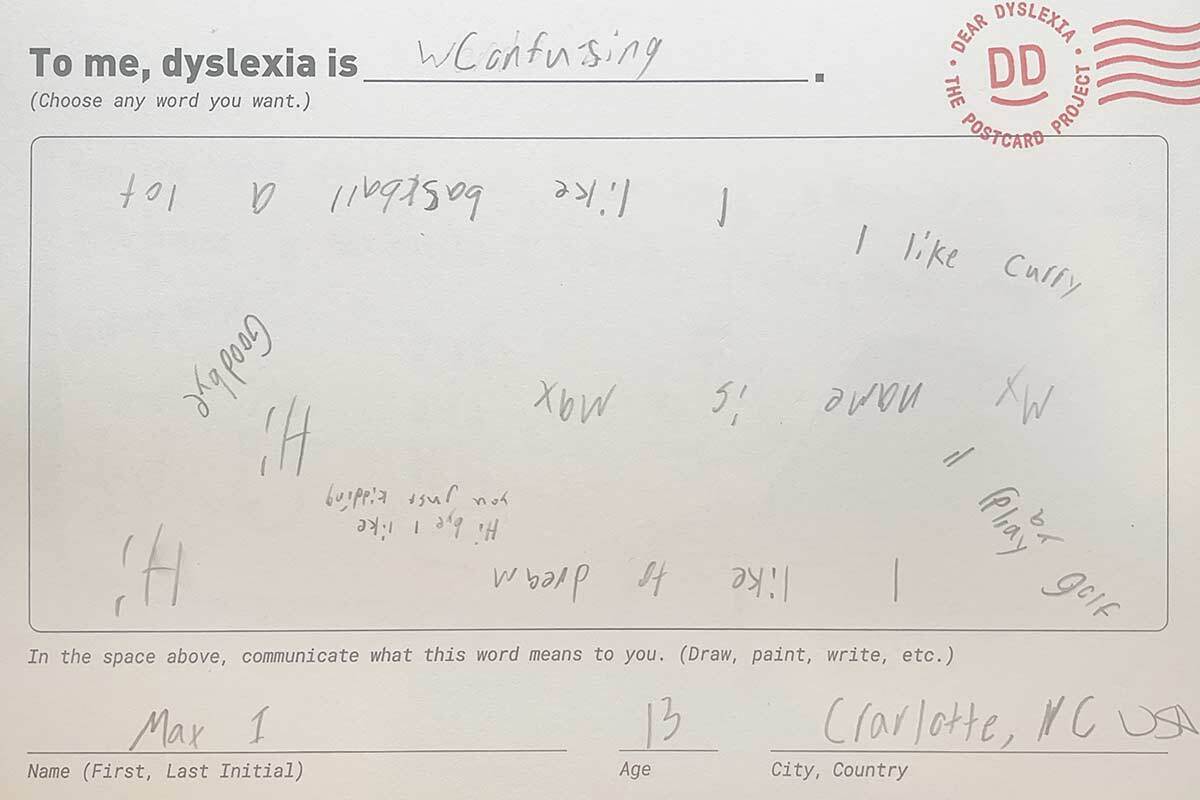 To me, dyslexia is wConfusing.
(Choose any word you want.)
DEAR DYSLEXIA
DD
THE POSTCARD PROJECT
I like basktball a lot
I like Curry
Goodbye
Hi
My name is Max
I play golf
Hi bye I like
you just kidding
Hi
I like to dream
In the space above, communicate what this word means to you. (Draw, paint, write, etc.)
Max I
Name (First, Last Initial)
13
Age
Crarlotte, NC USA
City, Country